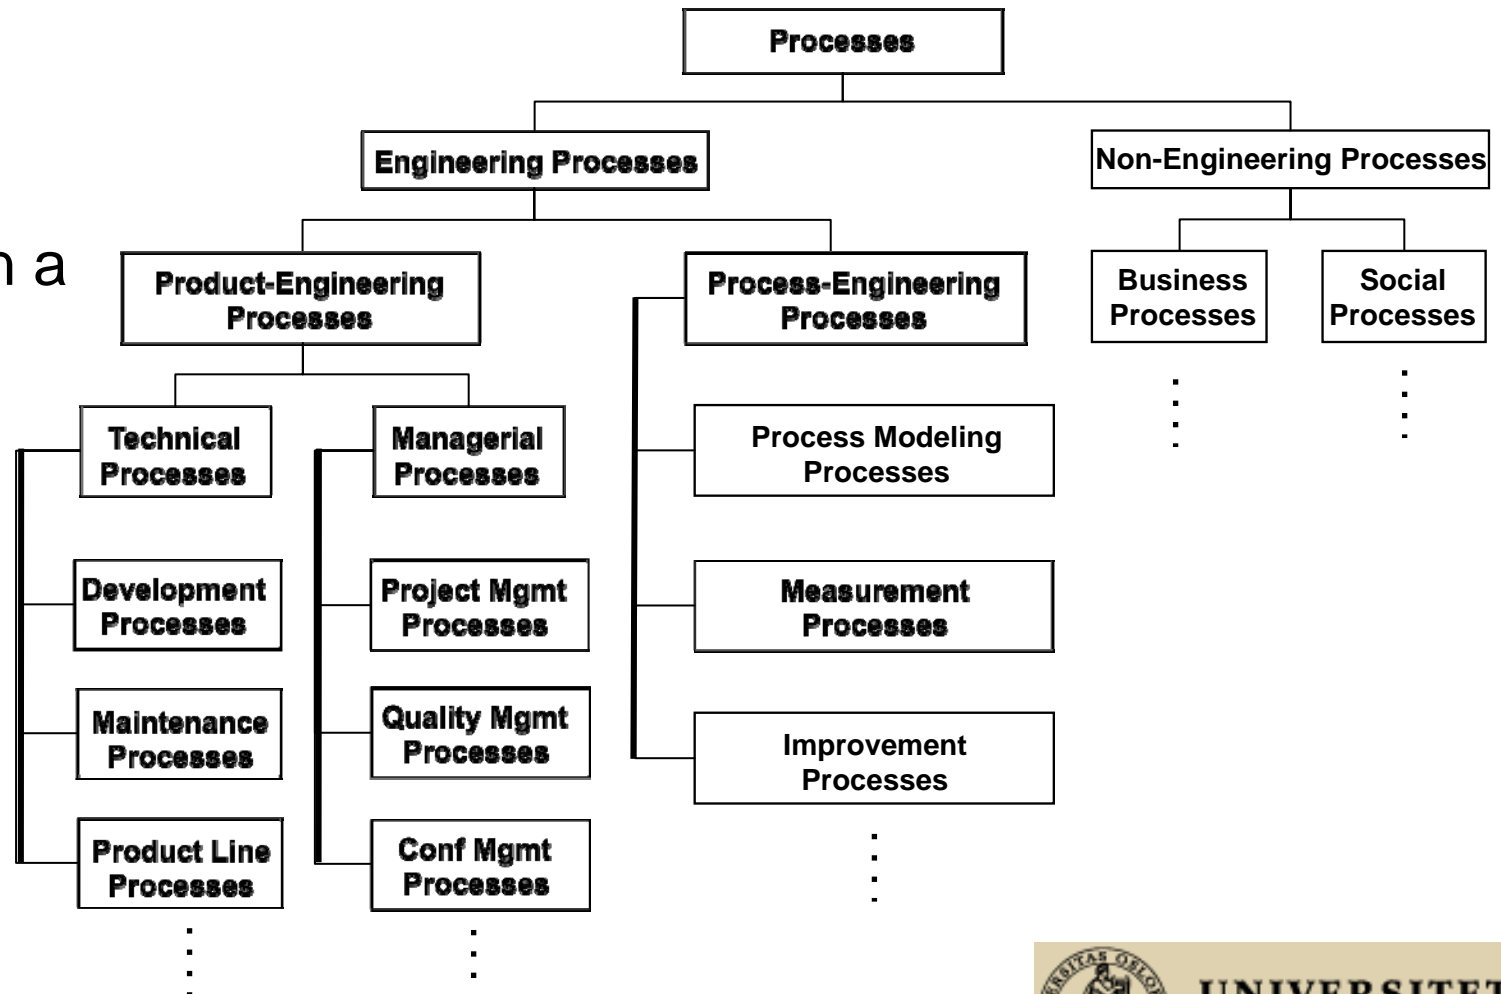 Processes
Engineering Processes
Non-Engineering Processes
a
Product-Engineering
Processes
Process-Engineering
Processes
Business
Processes
Social
Processes
Technical
Processes
Managerial
Processes
Process Modeling
Processes
Development
Processes
Project Mgmt
Processes
Measurement
Processes
Maintenance
Processes
Quality Mgmt
Processes
Improvement
Processes
Product Line
Processes
Conf Mgmt
Processes